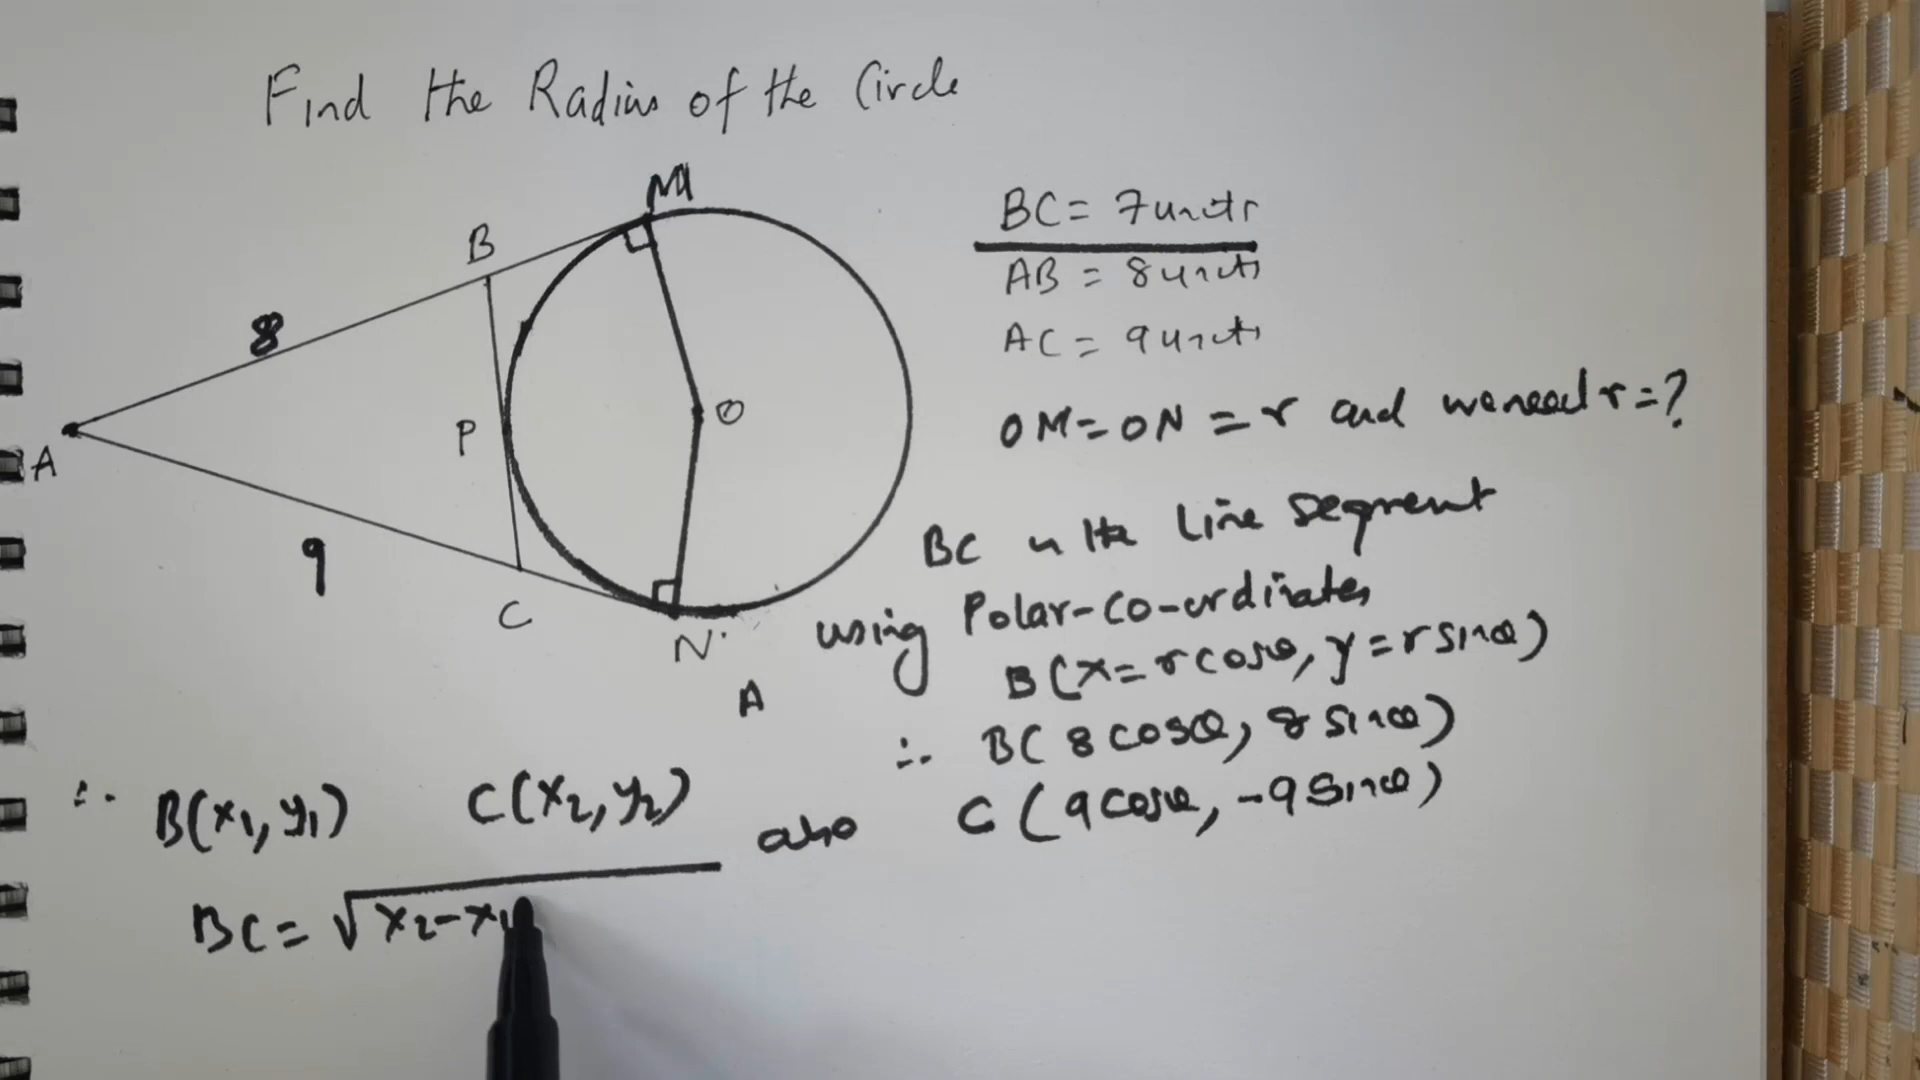 Find the Radius of the Circle
M
B
8
A
P
O
9
C
N
BC = 7 units
AB = 8 units
AC = 9 units
OM = ON = r and we need r = ?
BC is the Line segment
using Polar-co-ordinates
B(x = r cosθ, y = r sinθ)
A
∴ B(8 cosθ, 8 sinθ)
also C(9 cosθ, -9 sinθ)
∴ B(x₁, y₁) C(x₂, y₂)
BC = √x₂-x₁